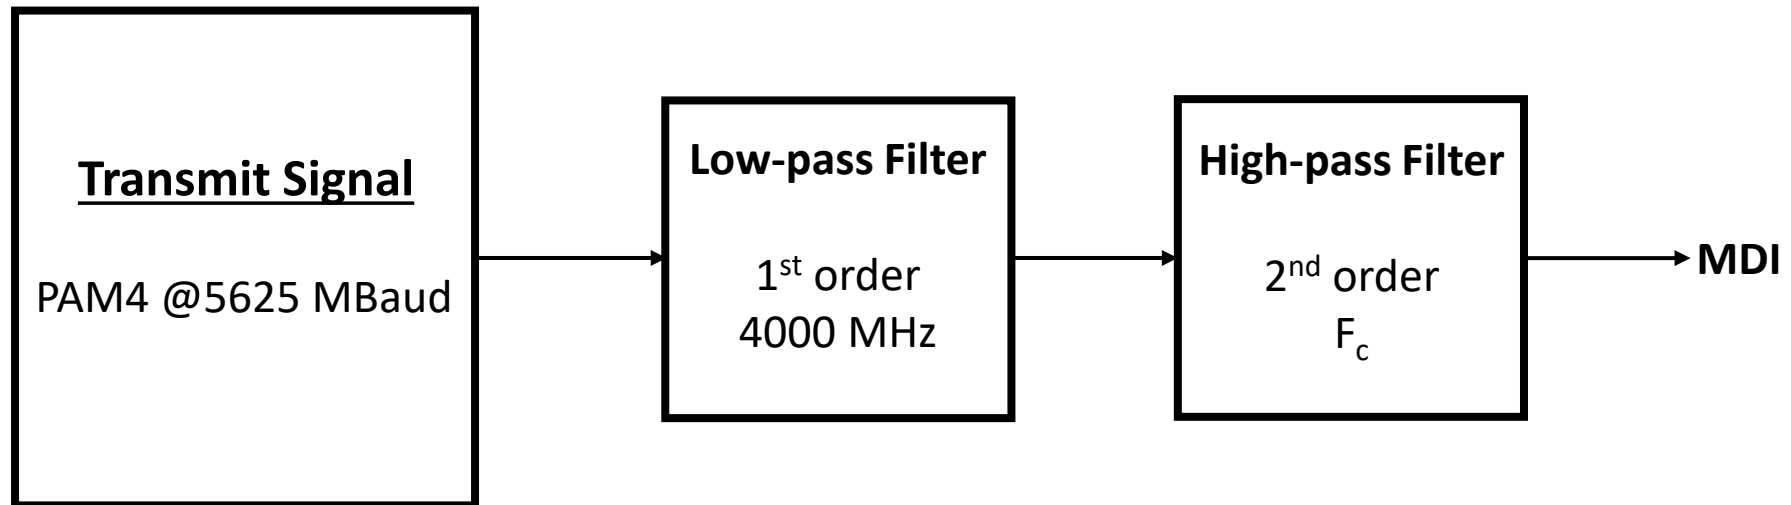 Transmit Signal
PAM4 @5625 MBaud
Low-pass Filter
1st order
4000 MHz
High-pass Filter
2nd order
Fc
MDI